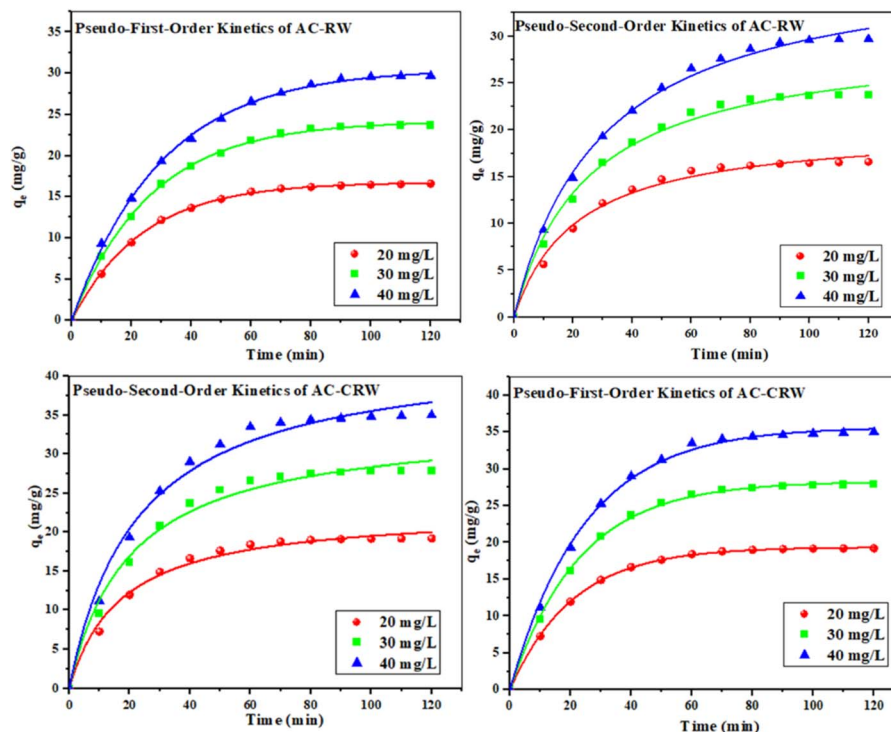 Pseudo-First-Order Kinetics of AC-RW
35
30
25
20
15
10
5
0
qe (mg/g)
20 mg/L
30 mg/L
40 mg/L
0 20 40 60 80 100 120
Time (min)
Pseudo-Second-Order Kinetics of AC-RW
30
25
20
15
10
5
0
qe (mg/g)
20 mg/L
30 mg/L
40 mg/L
0 20 40 60 80 100 120
Time (min)
Pseudo-Second-Order Kinetics of AC-CRW
40
35
30
25
20
15
10
5
0
qe (mg/g)
20 mg/L
30 mg/L
40 mg/L
0 20 40 60 80 100 120
Time (min)
Pseudo-First-Order Kinetics of AC-CRW
40
35
30
25
20
15
10
5
0
qe (mg/g)
20 mg/L
30 mg/L
40 mg/L
0 20 40 60 80 100 120
Time (min)